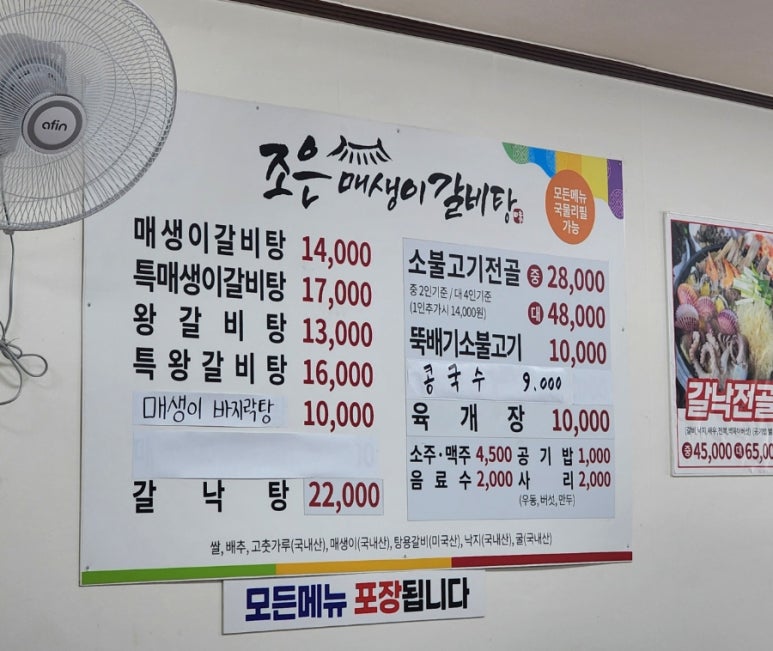 afin
조은 매생이 갈비탕
모든메뉴
국물리필
가능
매생이갈비탕 14,000
특매생이갈비탕 17,000
왕갈비탕 13,000
특왕갈비탕 16,000
매생이 바지락탕 10,000
갈낙탕 22,000
소불고기전골 중 28,000
중 2인기준 / 대 4인기준
(1인추가시 14,000원)
대 48,000
뚝배기소불고기 10,000
콩국수 9.000
육개장 10,000
소주·맥주 4,500 공기밥 1,000
음료수 2,000 사리 2,000
(우동, 버섯, 만두)
쌀, 배추, 고춧가루(국내산), 매생이(국내산), 탕용갈비(미국산), 낙지(국내산), 굴(국내산)
모든메뉴 포장됩니다
갈낙전골
중 45,000 대 65,00